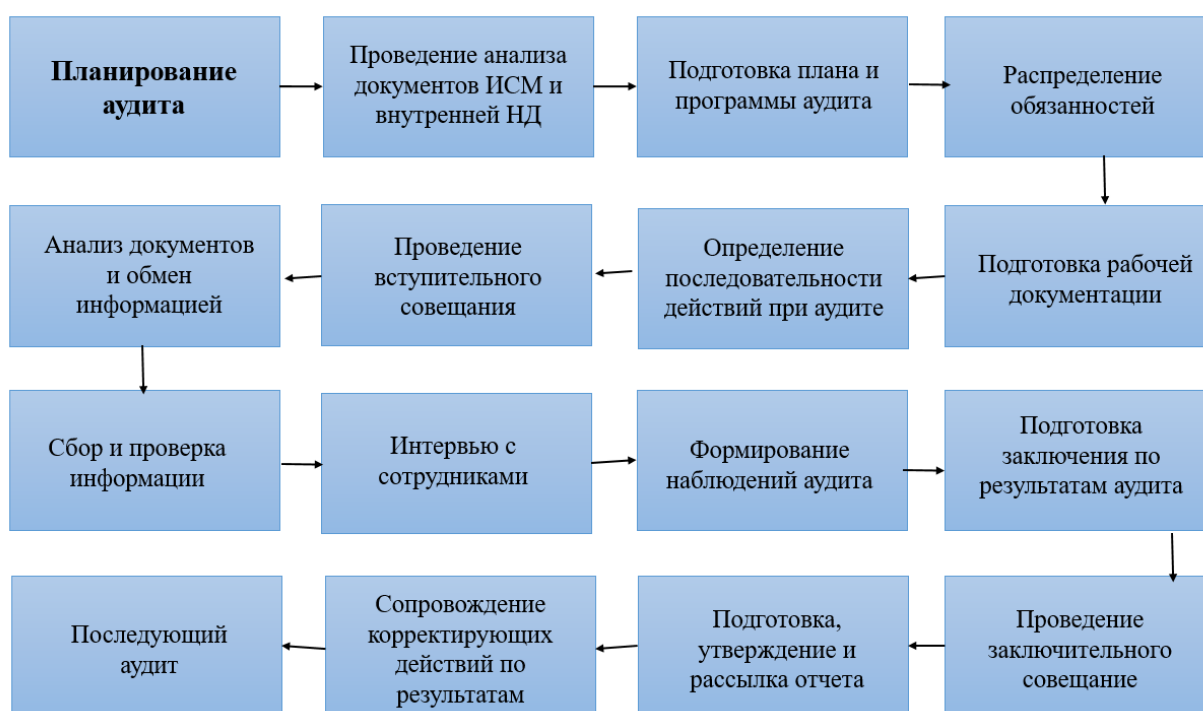 Планирование
аудита
Проведение анализа
документов ИСМ и
внутренней НД
Подготовка плана и
программы аудита
Распределение
обязанностей
Анализ документов
и обмен
информацией
Проведение
вступительного
совещания
Определение
последовательности
действий при аудите
Подготовка рабочей
документации
Сбор и проверка
информации
Интервью с
сотрудниками
Формирование
наблюдений аудита
Подготовка
заключения по
результатам аудита
Последующий
аудит
Сопровождение
корректирующих
действий по
результатам
Подготовка,
утверждение и
рассылка отчета
Проведение
заключительного
совещание